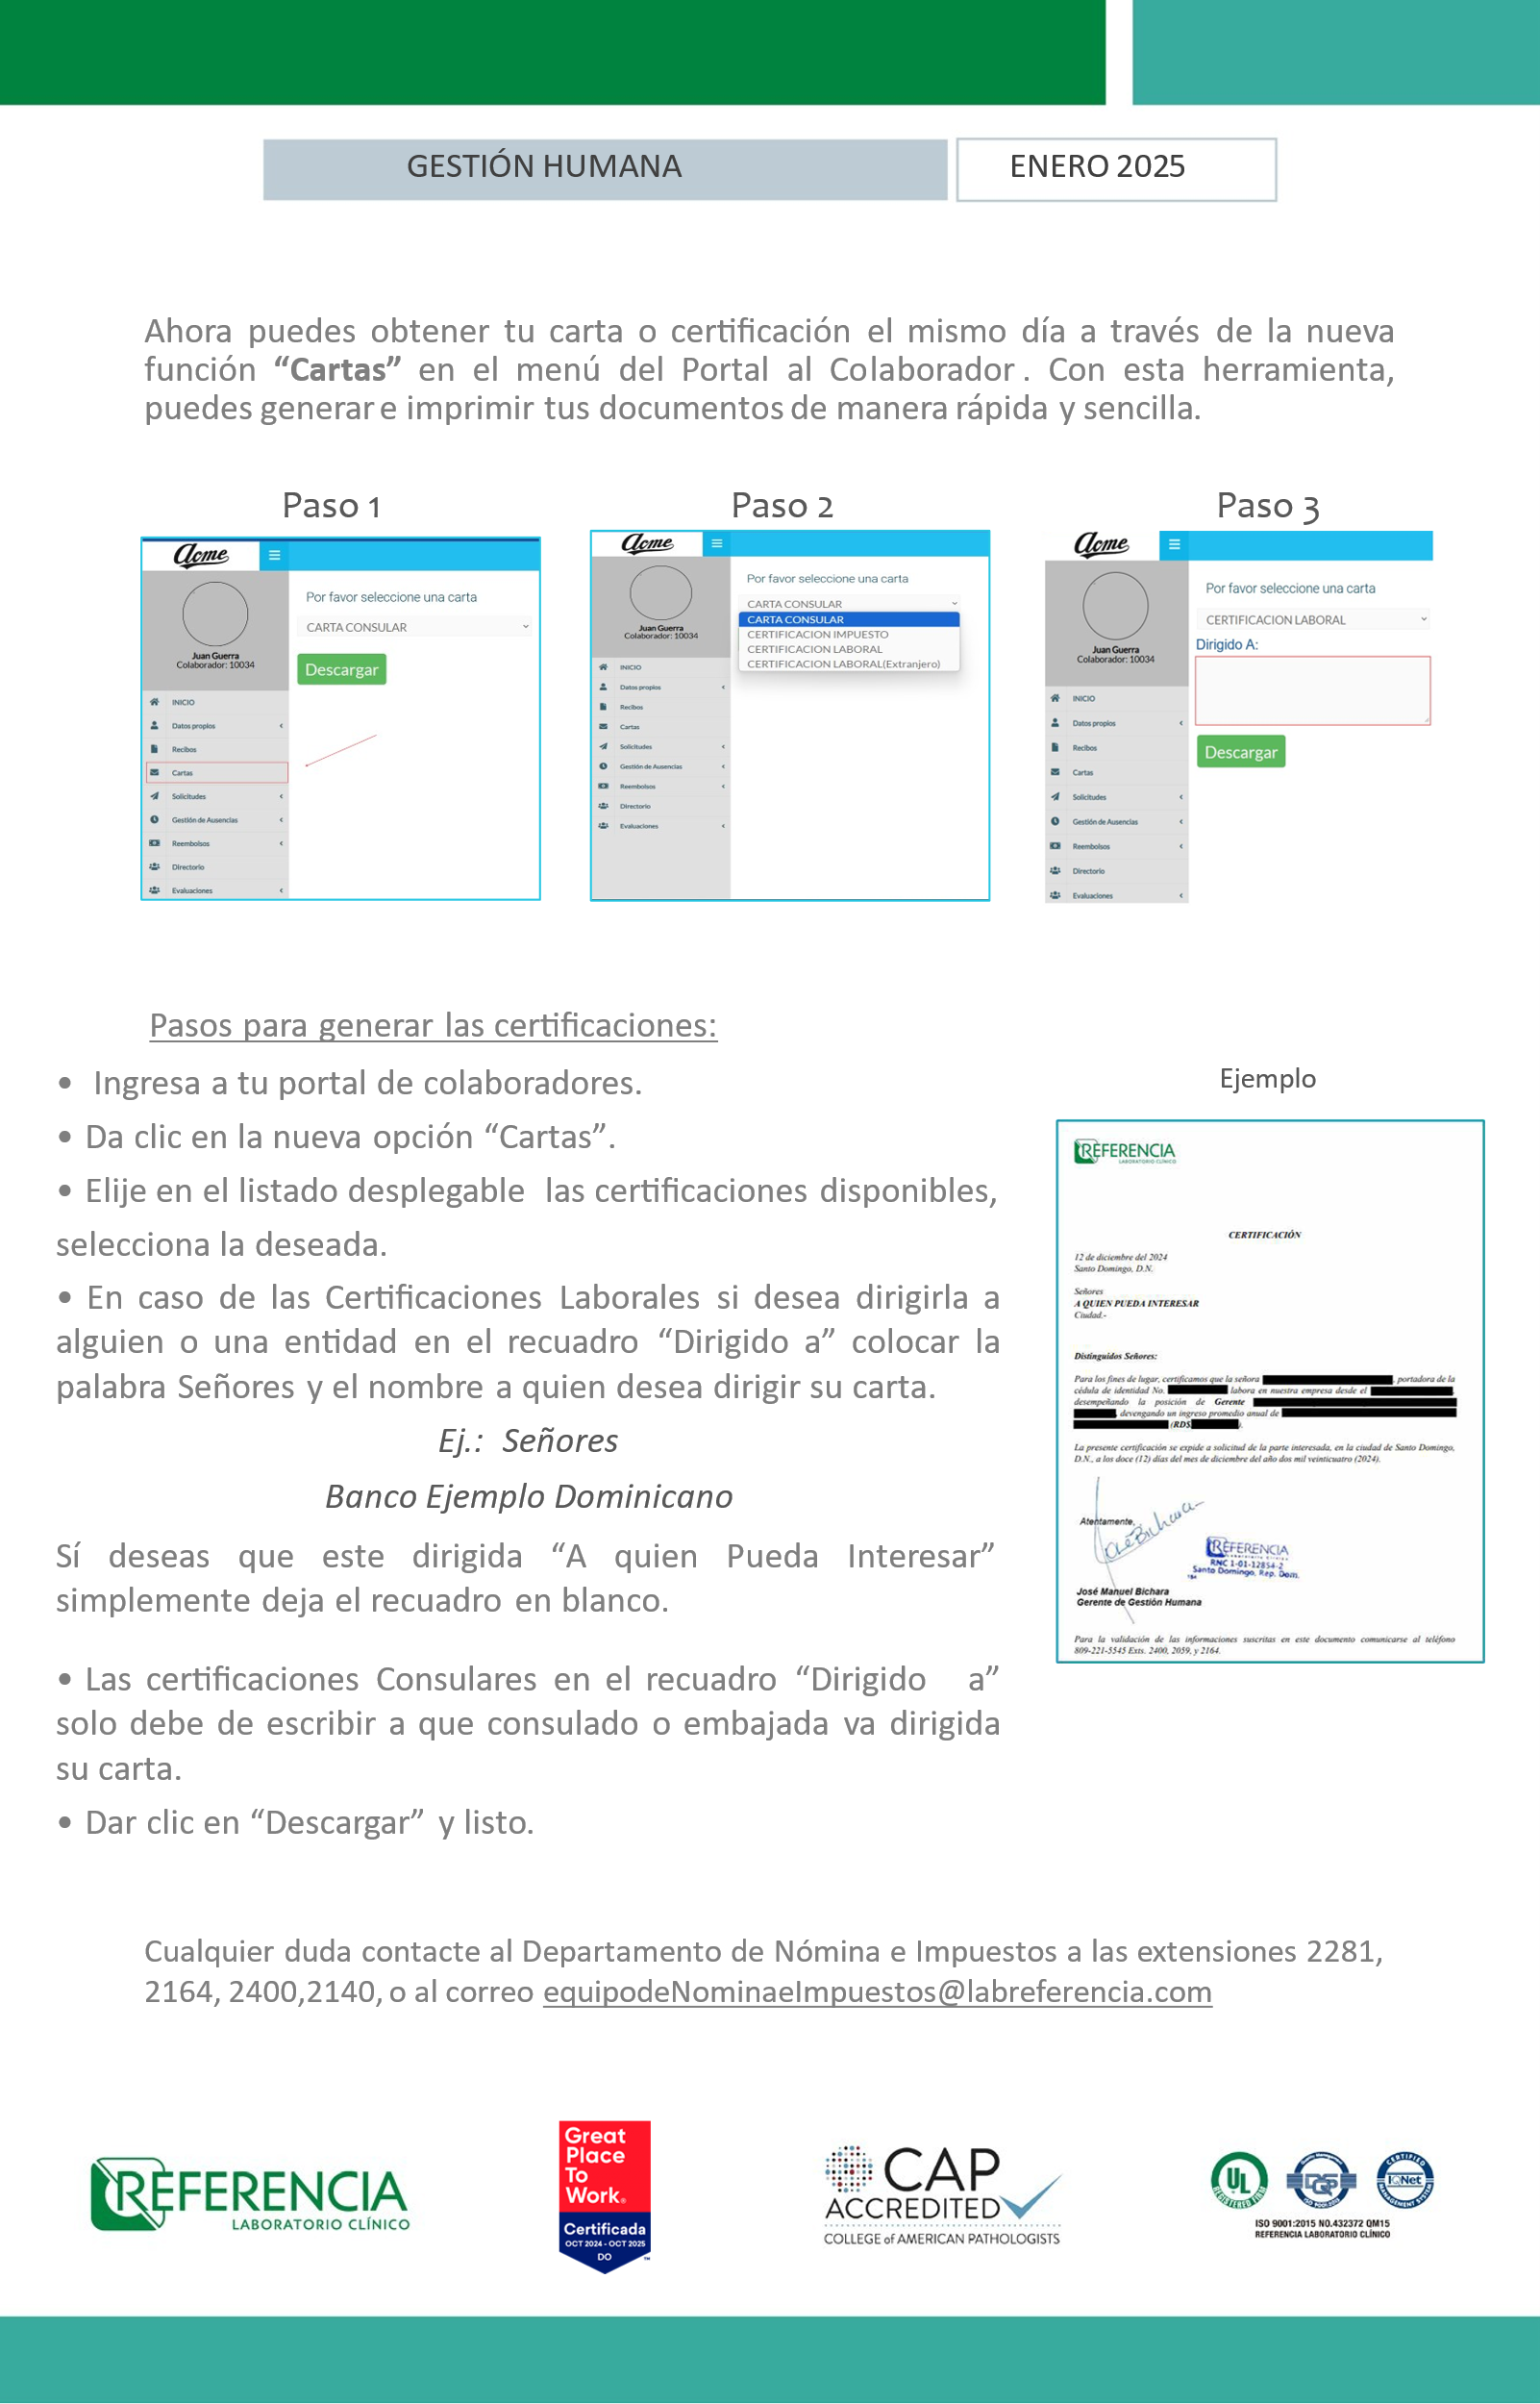 GESTIÓN HUMANA
ENERO 2025
Ahora puedes obtener tu carta o certificación el mismo día a través de la nueva
función “Cartas” en el menú del Portal al Colaborador . Con esta herramienta,
puedes generar e imprimir tus documentos de manera rápida y sencilla.
Paso 1
Acme
Juan Guerra
Colaborador: 10034
INICIO
Datos propios
Recibos
Cartas
Solicitudes
Gestión de Ausencias
Reembolsos
Directorio
Evaluaciones
Por favor seleccione una carta
CARTA CONSULAR
Descargar
Paso 2
Acme
Juan Guerra
Colaborador: 10034
INICIO
Datos propios
Recibos
Cartas
Solicitudes
Gestión de Ausencias
Reembolsos
Directorio
Evaluaciones
Por favor seleccione una carta
CARTA CONSULAR
CARTA CONSULAR
CERTIFICACION IMPUESTO
CERTIFICACION LABORAL
CERTIFICACION LABORAL(Extranjero)
Paso 3
Acme
Juan Guerra
Colaborador: 10034
INICIO
Datos propios
Recibos
Cartas
Solicitudes
Gestión de Ausencias
Reembolsos
Directorio
Evaluaciones
Por favor seleccione una carta
CERTIFICACION LABORAL
Dirigido A:
Descargar
Pasos para generar las certificaciones:
• Ingresa a tu portal de colaboradores.
• Da clic en la nueva opción “Cartas”.
• Elije en el listado desplegable las certificaciones disponibles,
selecciona la deseada.
• En caso de las Certificaciones Laborales si desea dirigirla a
alguien o una entidad en el recuadro “Dirigido a” colocar la
palabra Señores y el nombre a quien desea dirigir su carta.
Ej.: Señores
Banco Ejemplo Dominicano
Sí deseas que este dirigida “A quien Pueda Interesar”
simplemente deja el recuadro en blanco.
• Las certificaciones Consulares en el recuadro “Dirigido a”
solo debe de escribir a que consulado o embajada va dirigida
su carta.
• Dar clic en “Descargar” y listo.
Ejemplo
REFERENCIA
LABORATORIO CLÍNICO
CERTIFICACIÓN
12 de diciembre del 2024
Santo Domingo, D.N.
Señores
A QUIEN PUEDA INTERESAR
Ciudad.-
Distinguidos Señores:
Para los fines de lugar, certificamos que la señora , portadora de la
cédula de identidad No. labora en nuestra empresa desde el
desempeñando la posición de Gerente
, devengando un ingreso promedio anual de
(RD$ ).
La presente certificación se expide a solicitud de la parte interesada, en la ciudad de Santo Domingo,
D.N., a los doce (12) días del mes de diciembre del año dos mil veinticuatro (2024).
Atentamente,
REFERENCIA
Laboratorio Clínico
RNC 1-01-12854-2
Santo Domingo, Rep. Dom.
José Manuel Bichara
Gerente de Gestión Humana
Para la validación de las informaciones suscritas en este documento comunicarse al teléfono
809-221-5545 Exts. 2400, 2059, y 2164.
Cualquier duda contacte al Departamento de Nómina e Impuestos a las extensiones 2281,
2164, 2400,2140, o al correo equipodeNominaeImpuestos@labreferencia.com
REFERENCIA
LABORATORIO CLÍNICO
Great
Place
To
Work.
Certificada
OCT 2024 - OCT 2025
DO
TM
CAP
ACCREDITED
COLLEGE of AMERICAN PATHOLOGISTS
UL
REGISTERED FIRM
DQP
ISO 9001:2015
CERTIFIED
IQNet
MANAGEMENT SYSTEM
ISO 9001:2015 NO.432372 QM15
REFERENCIA LABORATORIO CLÍNICO